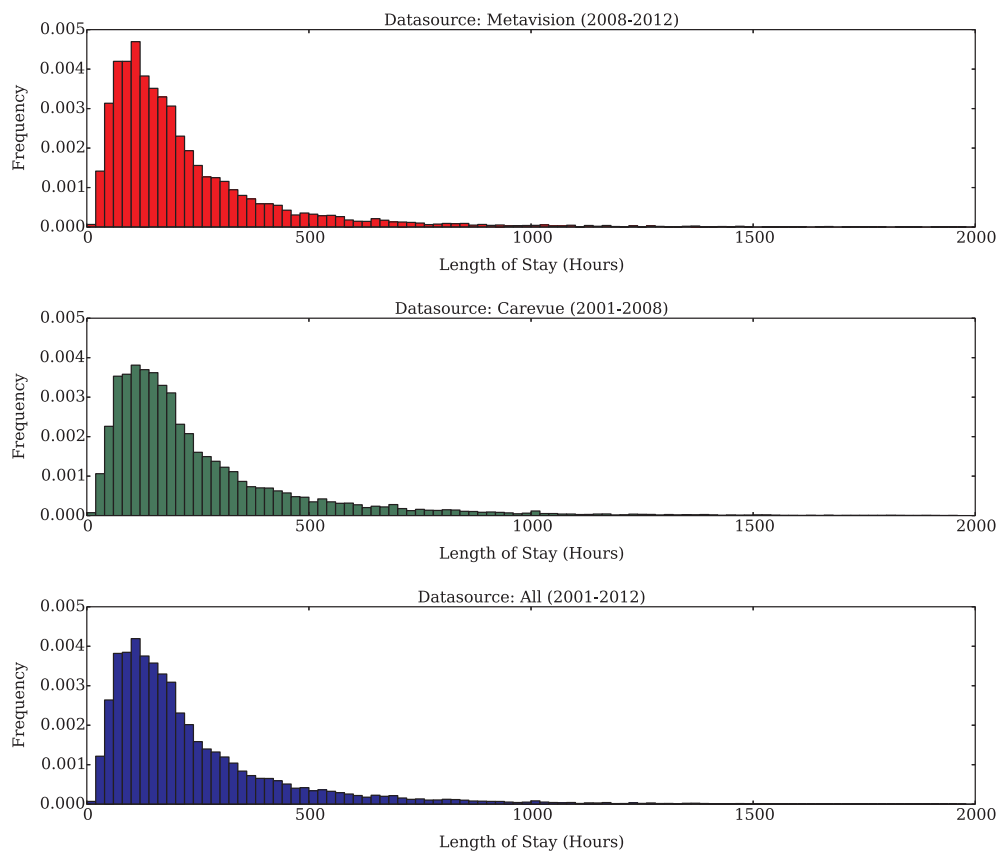 Datasource: Metavision (2008-2012)
0.005
0.004
0.003
0.002
0.001
0.000
Frequency
0 500 1000 1500 2000
Length of Stay (Hours)
Datasource: Carevue (2001-2008)
0.005
0.004
0.003
0.002
0.001
0.000
Frequency
0 500 1000 1500 2000
Length of Stay (Hours)
Datasource: All (2001-2012)
0.005
0.004
0.003
0.002
0.001
0.000
Frequency
0 500 1000 1500 2000
Length of Stay (Hours)